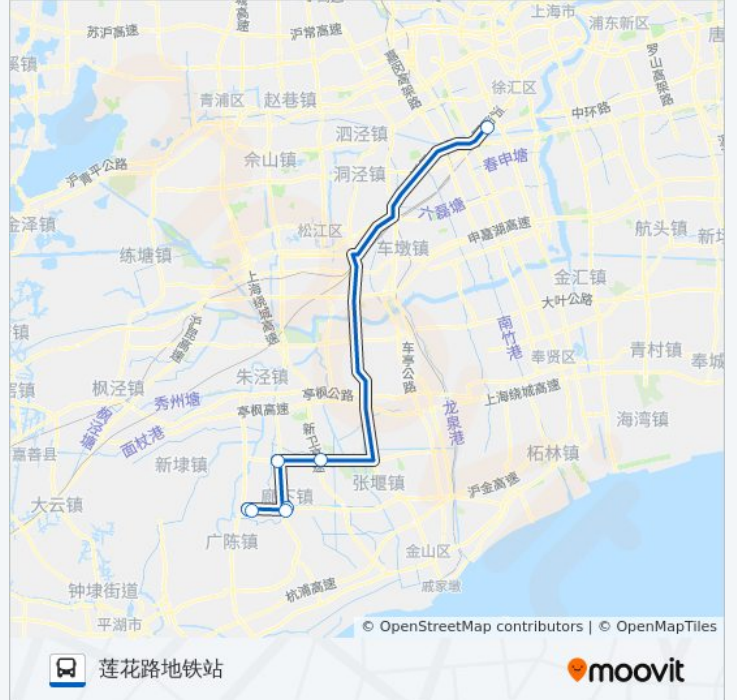 上海市
浦东新区
苏沪高速
沪常高速
嘉闵高架路
罗山高架路
徐汇区
青浦区
赵巷镇
中环路
泗泾镇
春申塘
沪青平公路
佘山镇
洞泾镇
六磊塘
金泽镇
松江区
申嘉湖高速
航头镇
练塘镇
车墩镇
金汇镇
上海绕城高速
大叶公路
南竹港
沪昆高速
车亭公路
奉贤区
青村镇
朱泾镇
枫泾镇
亭枫公路
上海绕城高速
秀州塘
亭枫高速
龙泉港
海湾镇
枫泾塘
面杖港
嘉善县
新埭镇
柘林镇
大云镇
张堰镇
沪金高速
广陈镇
金山区
钟埭街道
杭浦高速
戚家墩
平湖市
© OpenStreetMap contributors | © OpenMapTiles
莲花路地铁站
moovit